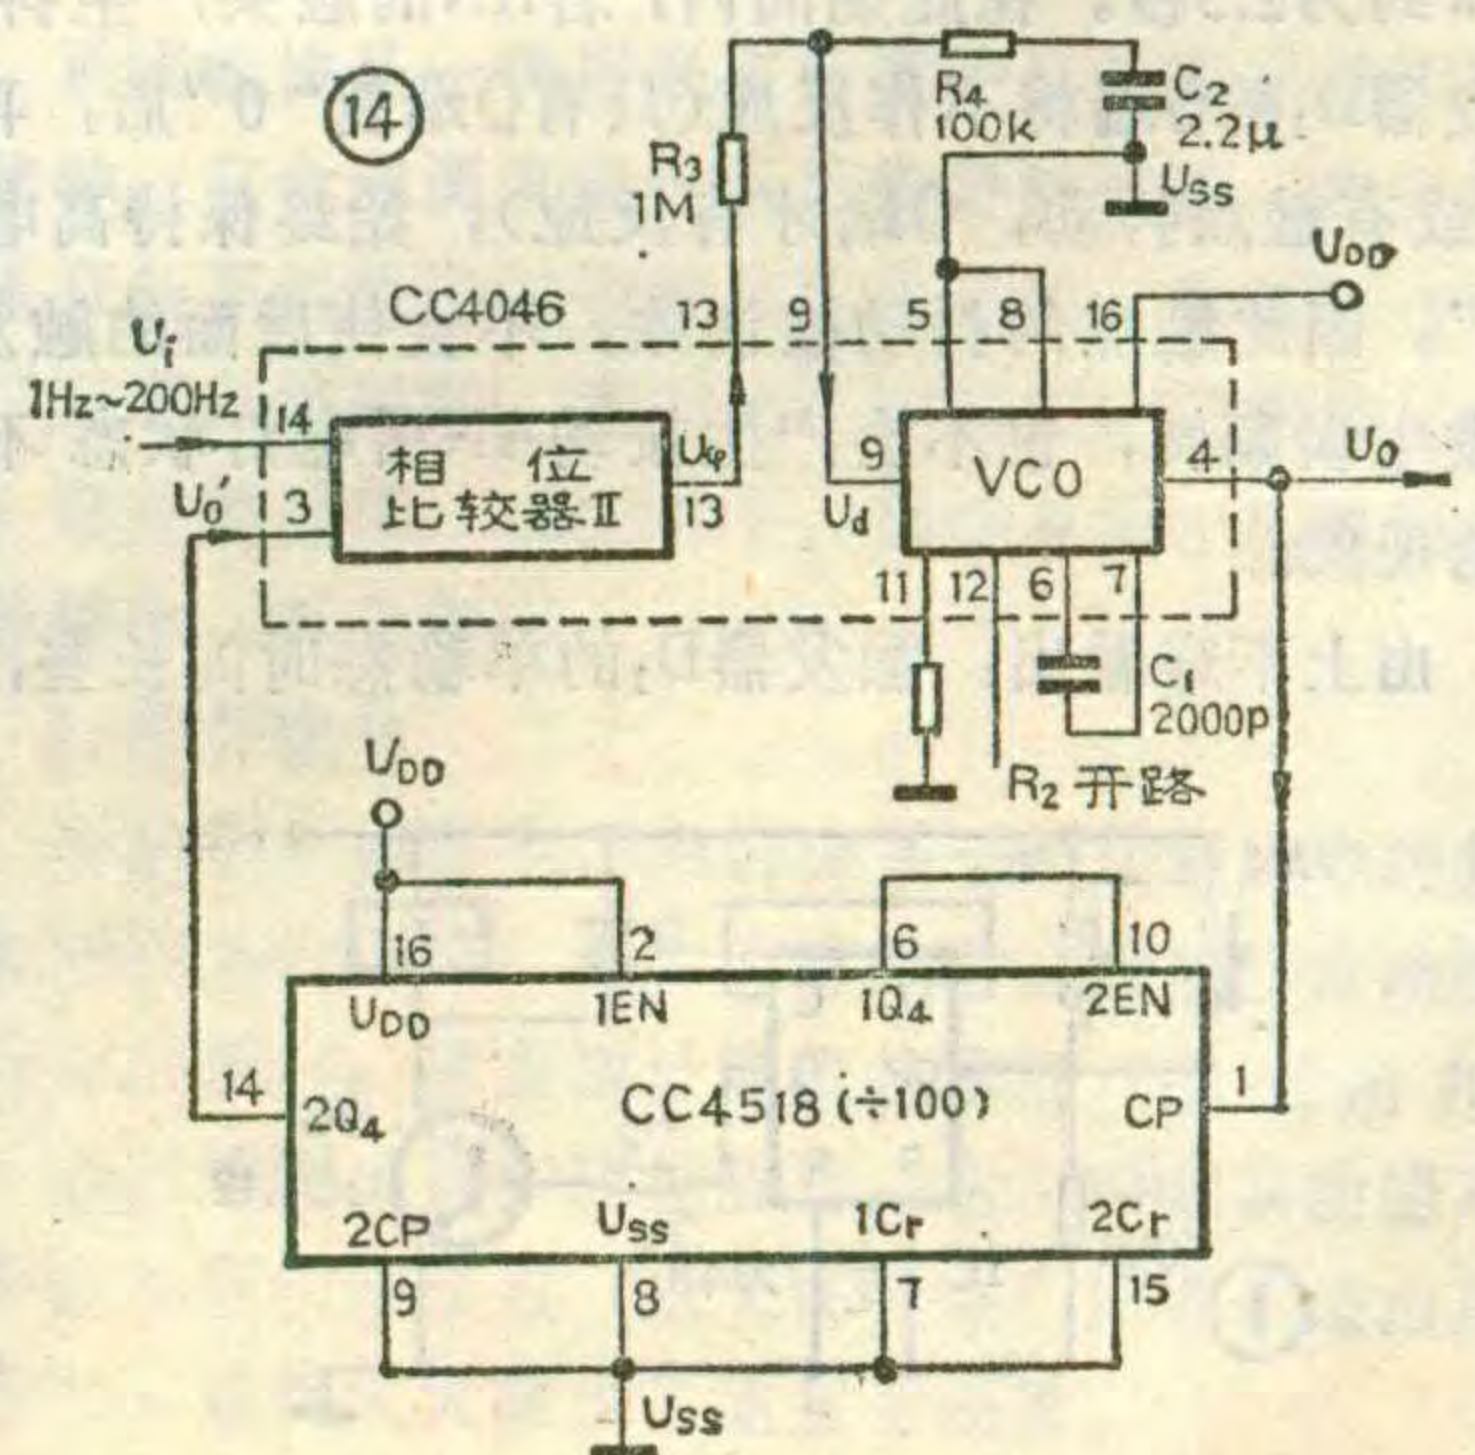 14
R₄
100k
C₂
2.2μ
R₃
1M
Uss
U_DD
CC4046
13
9
5
8
16
Ui
1Hz~200Hz
14
相 位
比较器Ⅱ
Uφ
13
9
Ud
VCO
4
Uo
Uo′
3
11
12
6
7
C₁
2000p
R₂ 开路
U_DD
16
2
6
10
U_DD
1EN
1Q₄
2EN
14
2Q₄
CC4518(÷100)
CP
1
2CP
Uss
1Cr
2Cr
9
8
7
15
Uss